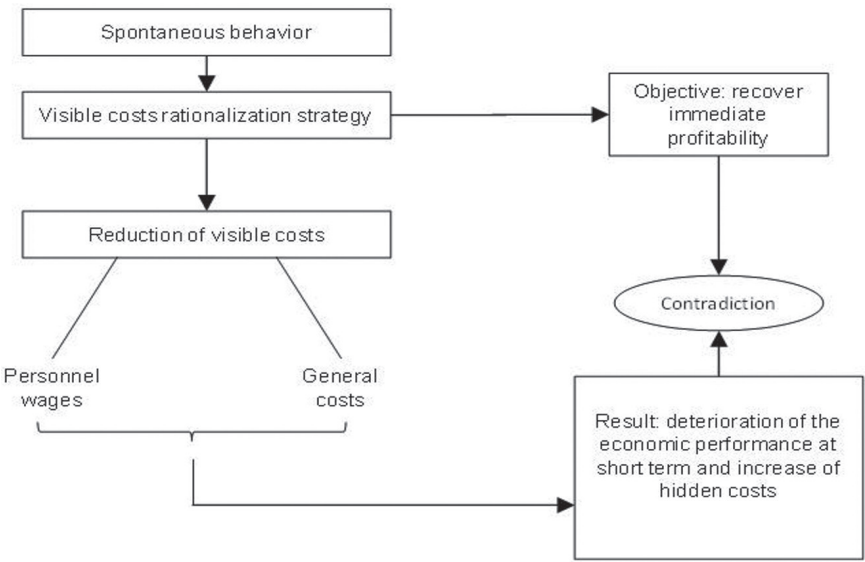 Spontaneous behavior
Visible costs rationalization strategy
Objective: recover
immediate
profitability
Reduction of visible costs
Contradiction
Personnel
wages
General
costs
Result: deterioration of the
economic performance at
short term and increase of
hidden costs